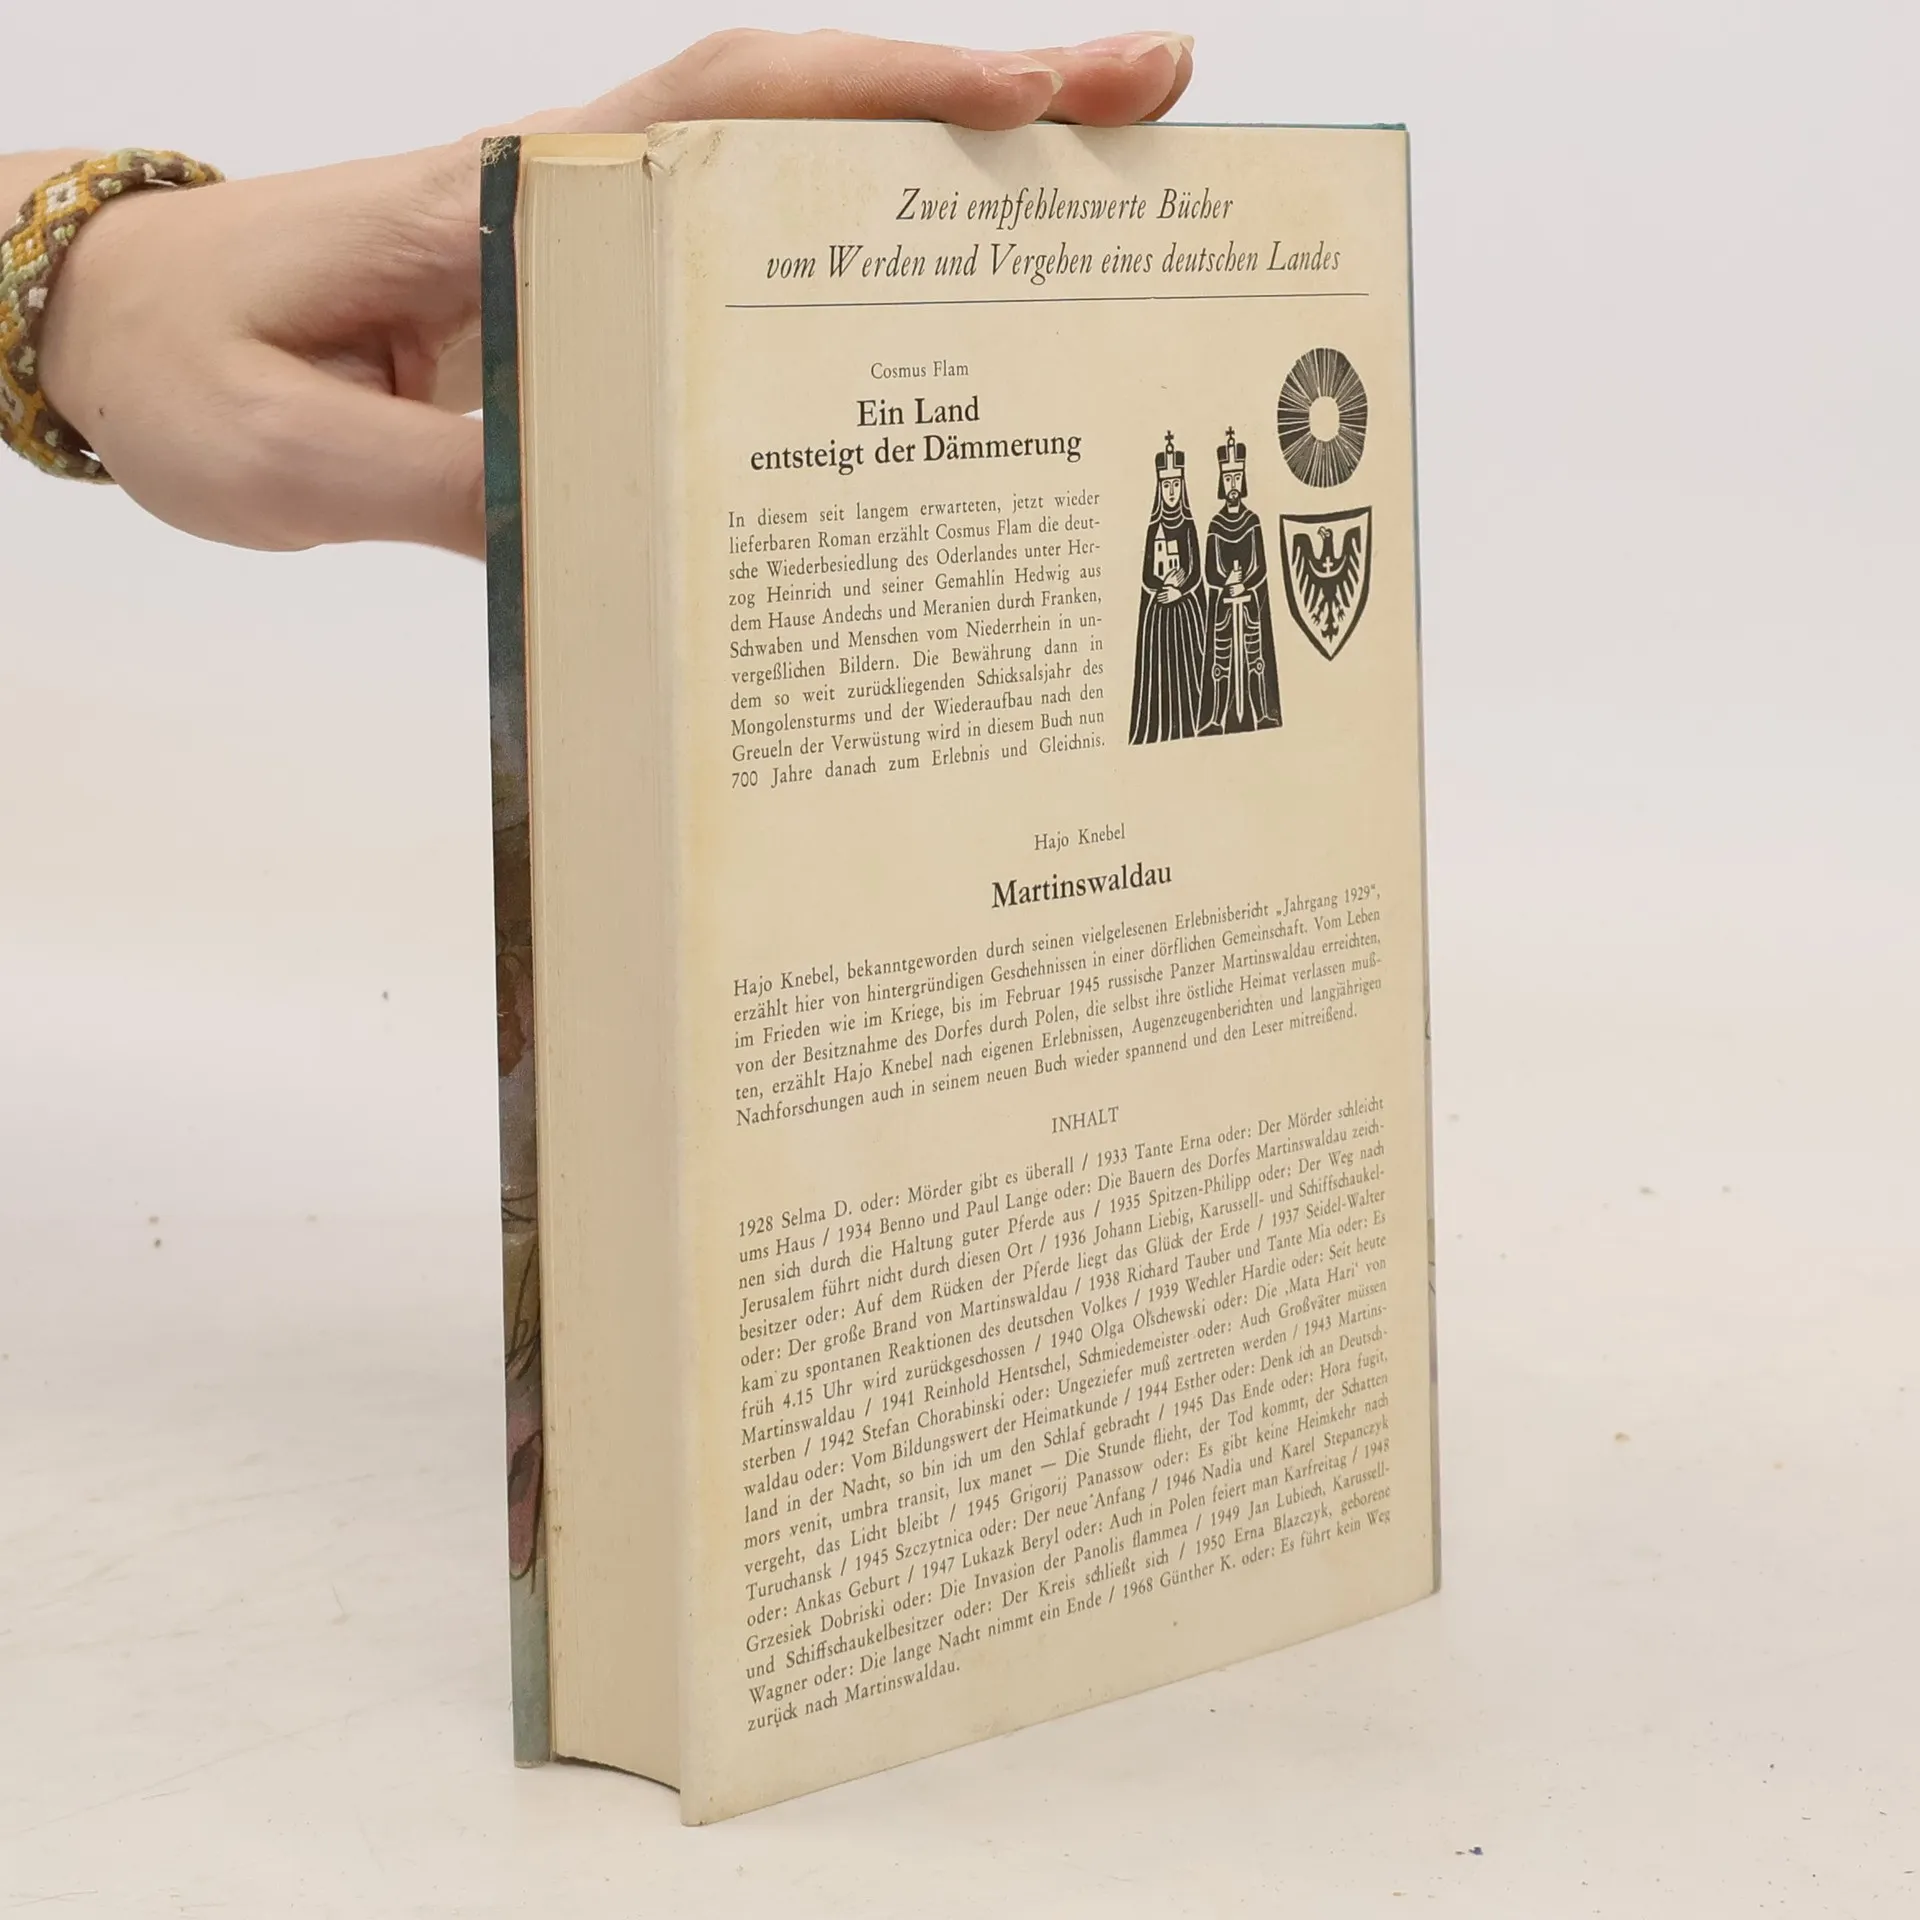 Zwei empfehlenswerte Bücher
vom Werden und Vergehen eines deutschen Landes
Cosmus Flam
Ein Land
entsteigt der Dämmerung
In diesem seit langem erwarteten, jetzt wieder
lieferbaren Roman erzählt Cosmus Flam die deut-
sche Wiederbesiedlung des Oderlandes unter Her-
zog Heinrich und seiner Gemahlin Hedwig aus
dem Hause Andechs und Meranien durch Franken,
Schwaben und Menschen vom Niederrhein in un-
vergeßlichen Bildern. Die Bewährung dann in
dem so weit zurückliegenden Schicksalsjahr des
Mongolensturms und der Wiederaufbau nach den
Greueln der Verwüstung wird in diesem Buch nun
700 Jahre danach zum Erlebnis und Gleichnis.
Hajo Knebel
Martinswaldau
Hajo Knebel, bekanntgeworden durch seinen vielgelesenen Erlebnisbericht „Jahrgang 1929“,
erzählt hier von hintergründigen Geschehnissen in einer dörflichen Gemeinschaft. Vom Leben
im Frieden wie im Kriege, bis im Februar 1945 russische Panzer Martinswaldau erreichten,
von der Besitznahme des Dorfes durch Polen, die selbst ihre östliche Heimat verlassen muß-
ten, erzählt Hajo Knebel nach eigenen Erlebnissen, Augenzeugenberichten und langjährigen
Nachforschungen auch in seinem neuen Buch wieder spannend und den Leser mitreißend.
INHALT
1928 Selma D. oder: Mörder gibt es überall / 1933 Tante Erna oder: Der Mörder schleicht
ums Haus / 1934 Benno und Paul Lange oder: Die Bauern des Dorfes Martinswaldau zeich-
nen sich durch die Haltung guter Pferde aus / 1935 Spitzen-Philipp oder: Der Weg nach
Jerusalem führt nicht durch diesen Ort / 1936 Johann Liebig, Karussell- und Schiffschaukel-
besitzer oder: Auf dem Rücken der Pferde liegt das Glück der Erde / 1937 Seidel-Walter
oder: Der große Brand von Martinswaldau / 1938 Richard Tauber und Tante Mia oder: Es
kam zu spontanen Reaktionen des deutschen Volkes / 1939 Wechler Hardie oder: Seit heute
früh 4.15 Uhr wird zurückgeschossen / 1940 Olga Olschewski oder: Die ‚Mata Hari‘ von
Martinswaldau / 1941 Reinhold Hentschel, Schmiedemeister oder: Auch Großväter müssen
sterben / 1942 Stefan Chorabinski oder: Ungeziefer muß zertreten werden / 1943 Martins-
waldau oder: Vom Bildungswert der Heimatkunde / 1944 Esther oder: Denk ich an Deutsch-
land in der Nacht, so bin ich um den Schlaf gebracht / 1945 Das Ende oder: Hora fugit,
mors venit, umbra transit, lux manet — Die Stunde flieht, der Tod kommt, der Schatten
vergeht, das Licht bleibt / 1945 Grigorij Panassow oder: Es gibt keine Heimkehr nach
Turuchansk / 1945 Szczytnica oder: Der neue Anfang / 1946 Nadia und Karel Stepanczyk
oder: Ankas Geburt / 1947 Lukazk Beryl oder: Auch in Polen feiert man Karfreitag / 1948
Grzesiek Dobriski oder: Die Invasion der Panolis flammea / 1949 Jan Lubiech, Karussell-
und Schiffschaukelbesitzer oder: Der Kreis schließt sich / 1950 Erna Blazczyk, geborene
Wagner oder: Die lange Nacht nimmt ein Ende / 1968 Günther K. oder: Es führt kein Weg
zurück nach Martinswaldau.